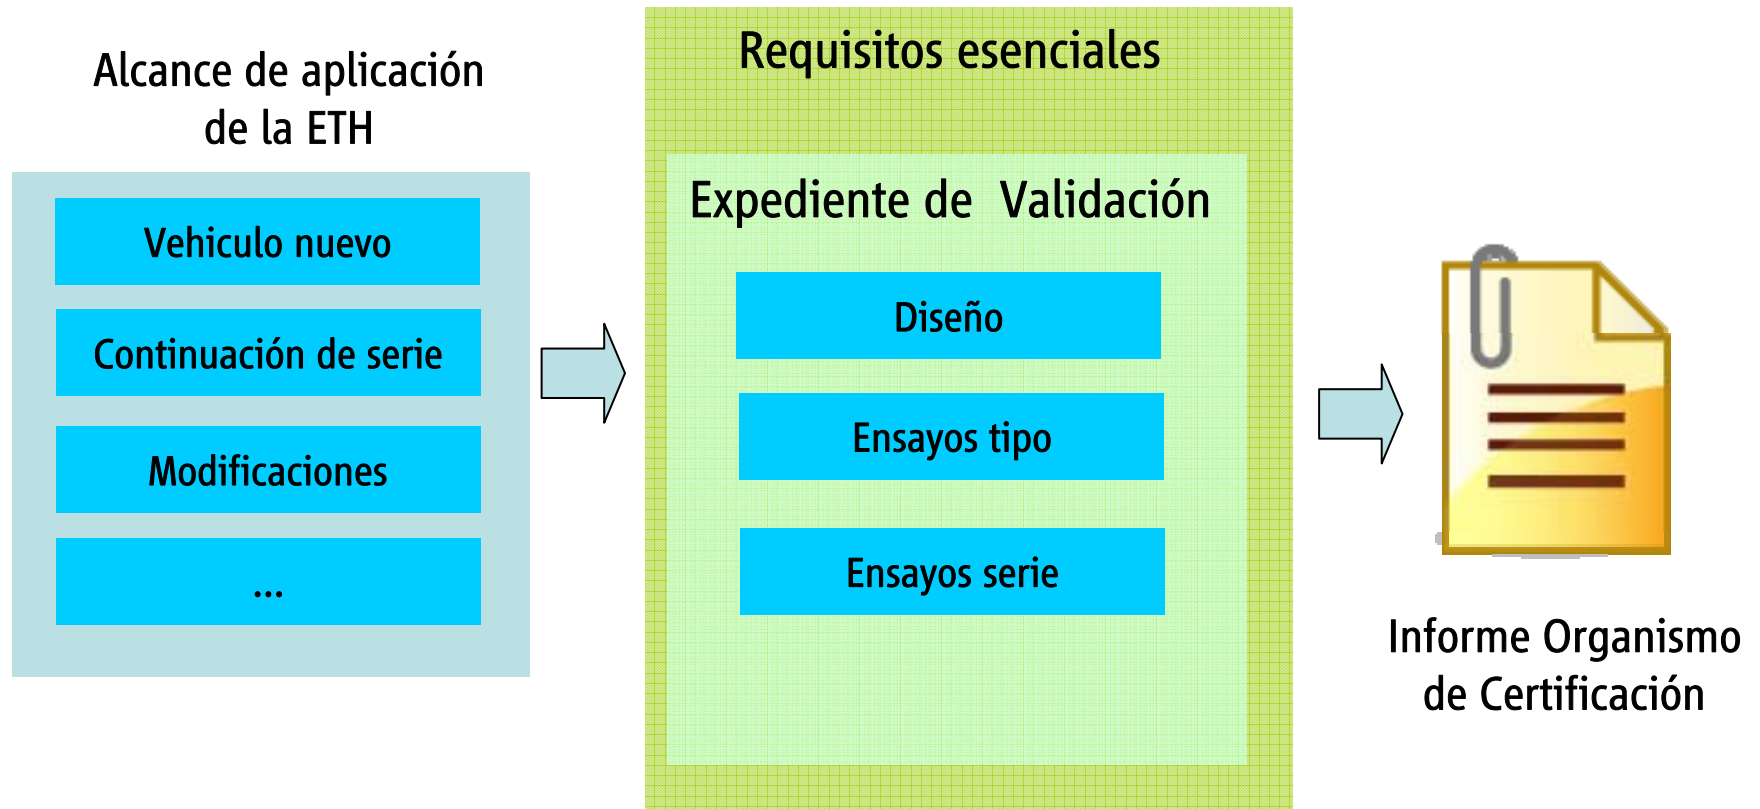 Alcance de aplicación
de la ETH
Vehiculo nuevo
Continuación de serie
Modificaciones
...
Requisitos esenciales
Expediente de Validación
Diseño
Ensayos tipo
Ensayos serie
Informe Organismo
de Certificación